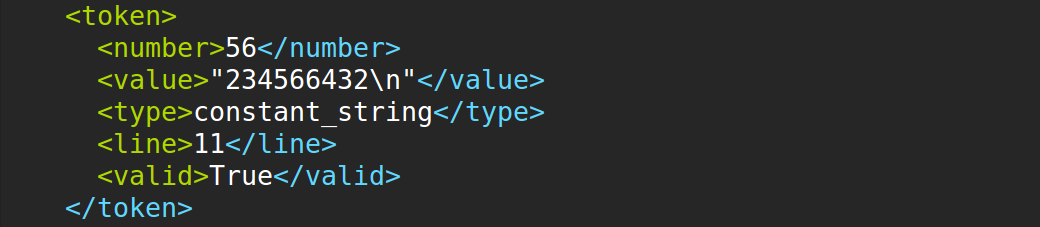 <token>
<number>56</number>
<value>"234566432\n"</value>
<type>constant_string</type>
<line>11</line>
<valid>True</valid>
</token>